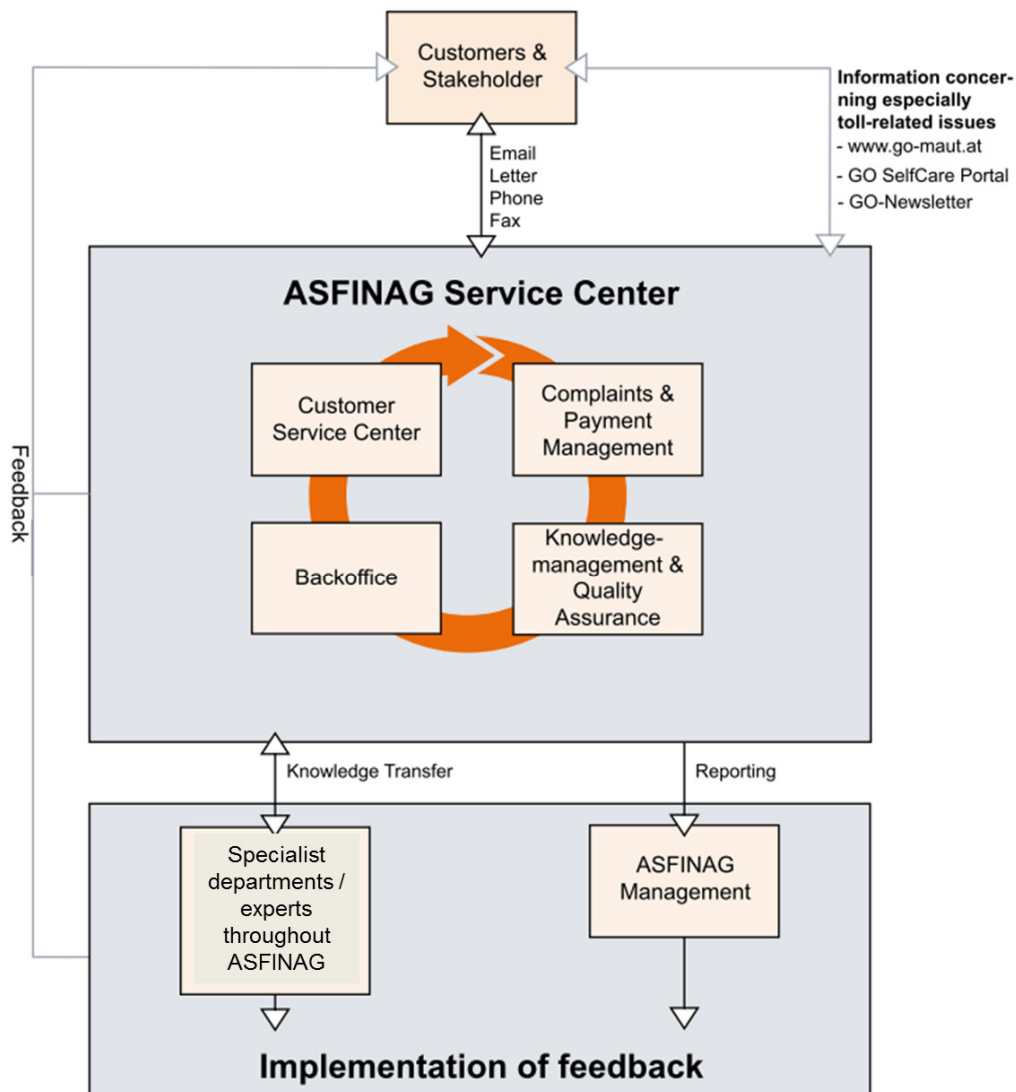 Customers &
Stakeholder
Information concer-
ning especially
toll-related issues
- www.go-maut.at
- GO SelfCare Portal
- GO-Newsletter
Email
Letter
Phone
Fax
ASFINAG Service Center
Customer
Service Center
Complaints &
Payment
Management
Feedback
Backoffice
Knowledge-
management &
Quality
Assurance
Knowledge Transfer
Reporting
Specialist
departments /
experts
throughout
ASFINAG
ASFINAG
Management
Implementation of feedback